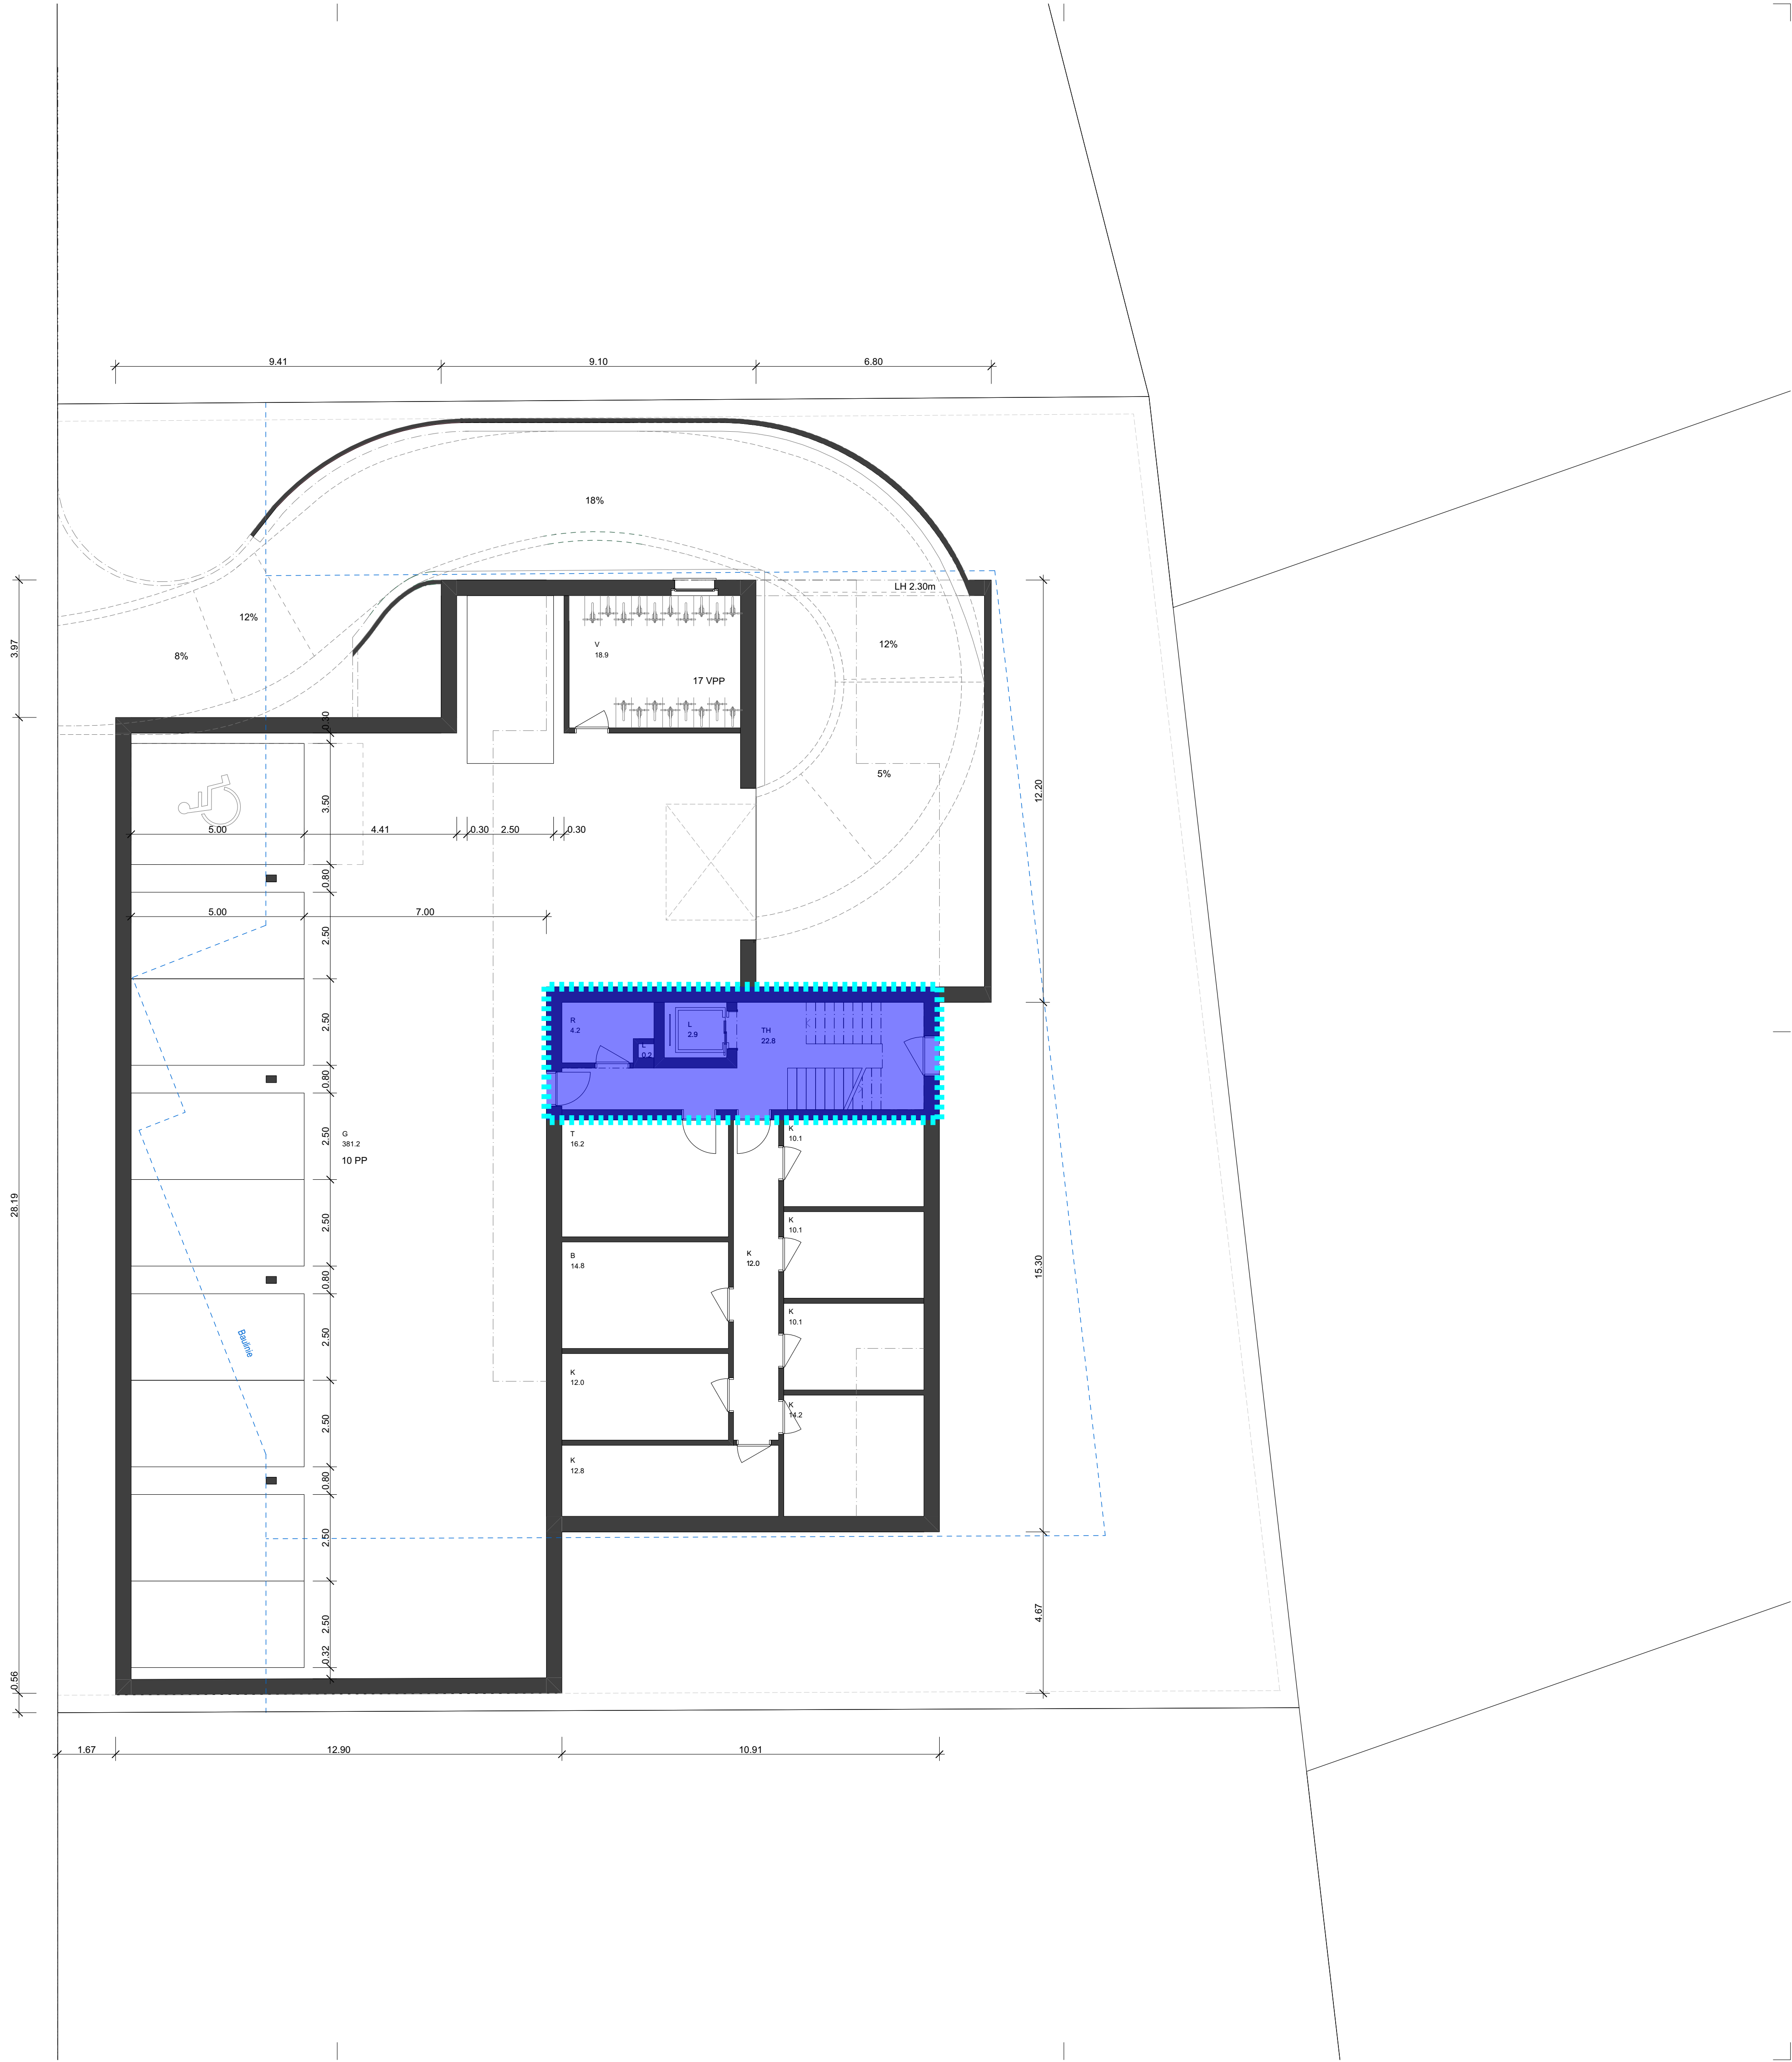 9.41
9.10
6.80
18%
LH 2.30m
12%
12%
8%
3.97
V
18.9
17 VPP
0.30
3.50
5%
12.20
5.00
4.41
0.30
2.50
0.30
0.80
5.00
7.00
2.50
R
4.2
L
2.9
TH
22.8
L
0.2
2.50
0.80
G
381.2
10 PP
2.50
T
16.2
K
10.1
28.19
2.50
K
10.1
B
14.8
K
12.0
15.30
0.80
Baulinie
2.50
K
10.1
K
12.0
2.50
K
14.2
K
12.8
0.80
2.50
2.50
4.67
0.32
0.56
1.67
12.90
10.91